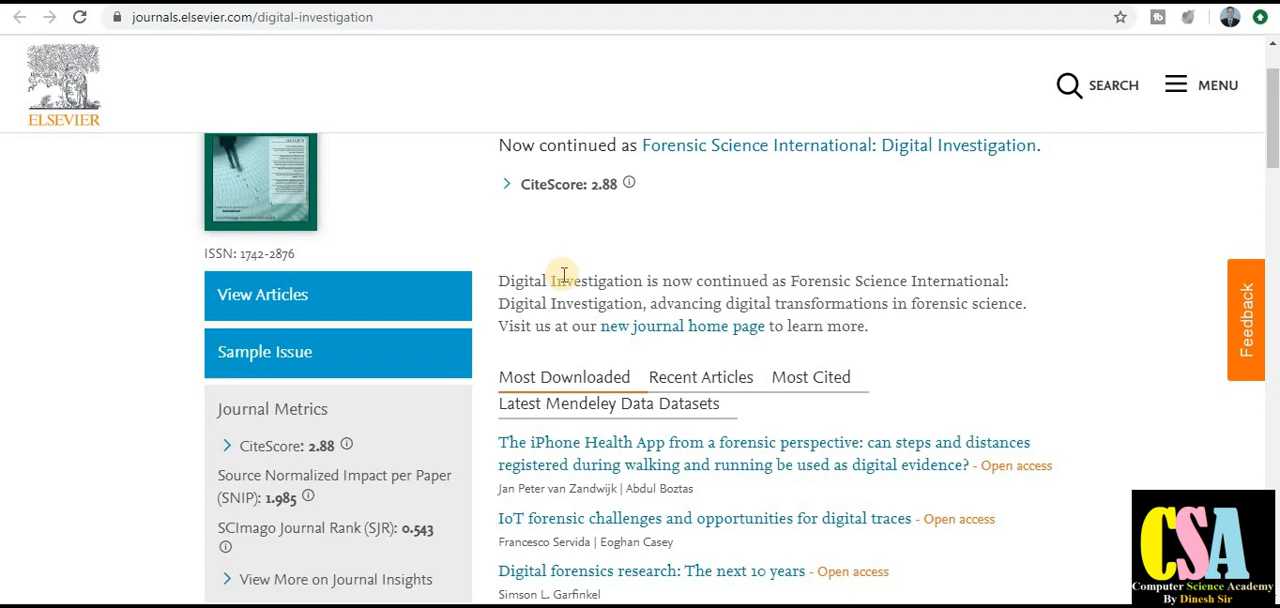 journals.elsevier.com/digital-investigation
ELSEVIER
SEARCH
MENU
Now continued as Forensic Science International: Digital Investigation.
CiteScore: 2.88
ISSN: 1742-2876
View Articles
Sample Issue
Journal Metrics
CiteScore: 2.88
Source Normalized Impact per Paper
(SNIP): 1.985
SCImago Journal Rank (SJR): 0.543
View More on Journal Insights
Digital Investigation is now continued as Forensic Science International:
Digital Investigation, advancing digital transformations in forensic science.
Visit us at our new journal home page to learn more.
Most Downloaded Recent Articles Most Cited
Latest Mendeley Data Datasets
The iPhone Health App from a forensic perspective: can steps and distances
registered during walking and running be used as digital evidence? - Open access
Jan Peter van Zandwijk | Abdul Boztas
IoT forensic challenges and opportunities for digital traces - Open access
Francesco Servida | Eoghan Casey
Digital forensics research: The next 10 years - Open access
Simson L. Garfinkel
Feedback
CSA
Computer Science Academy
By Dinesh Sir